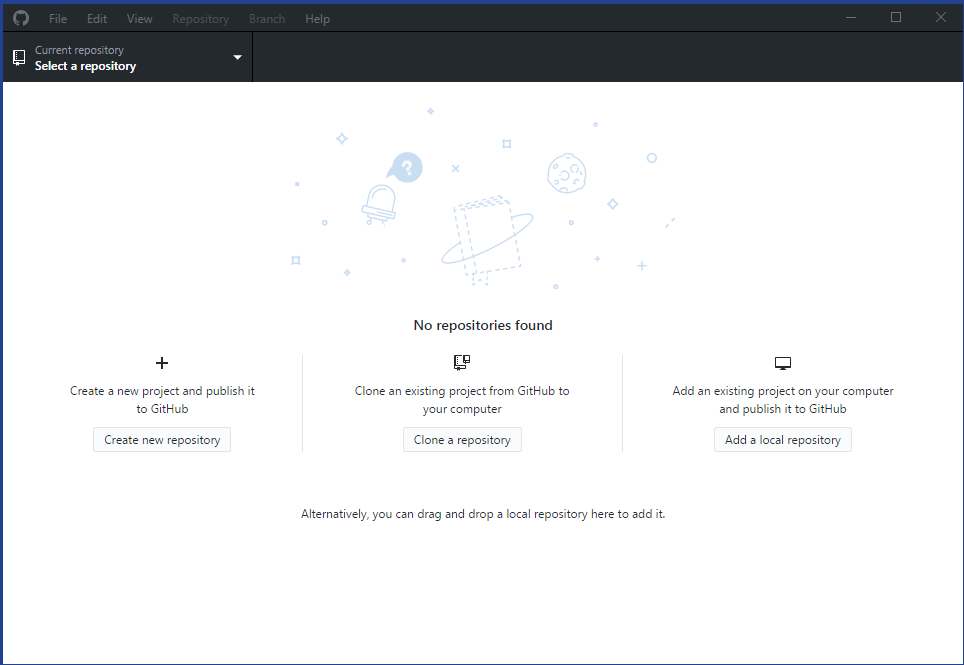 File Edit View Repository Branch Help
Current repository
Select a repository
?
No repositories found
Create a new project and publish it
to GitHub
Create new repository
Clone an existing project from GitHub to
your computer
Clone a repository
Add an existing project on your computer
and publish it to GitHub
Add a local repository
Alternatively, you can drag and drop a local repository here to add it.